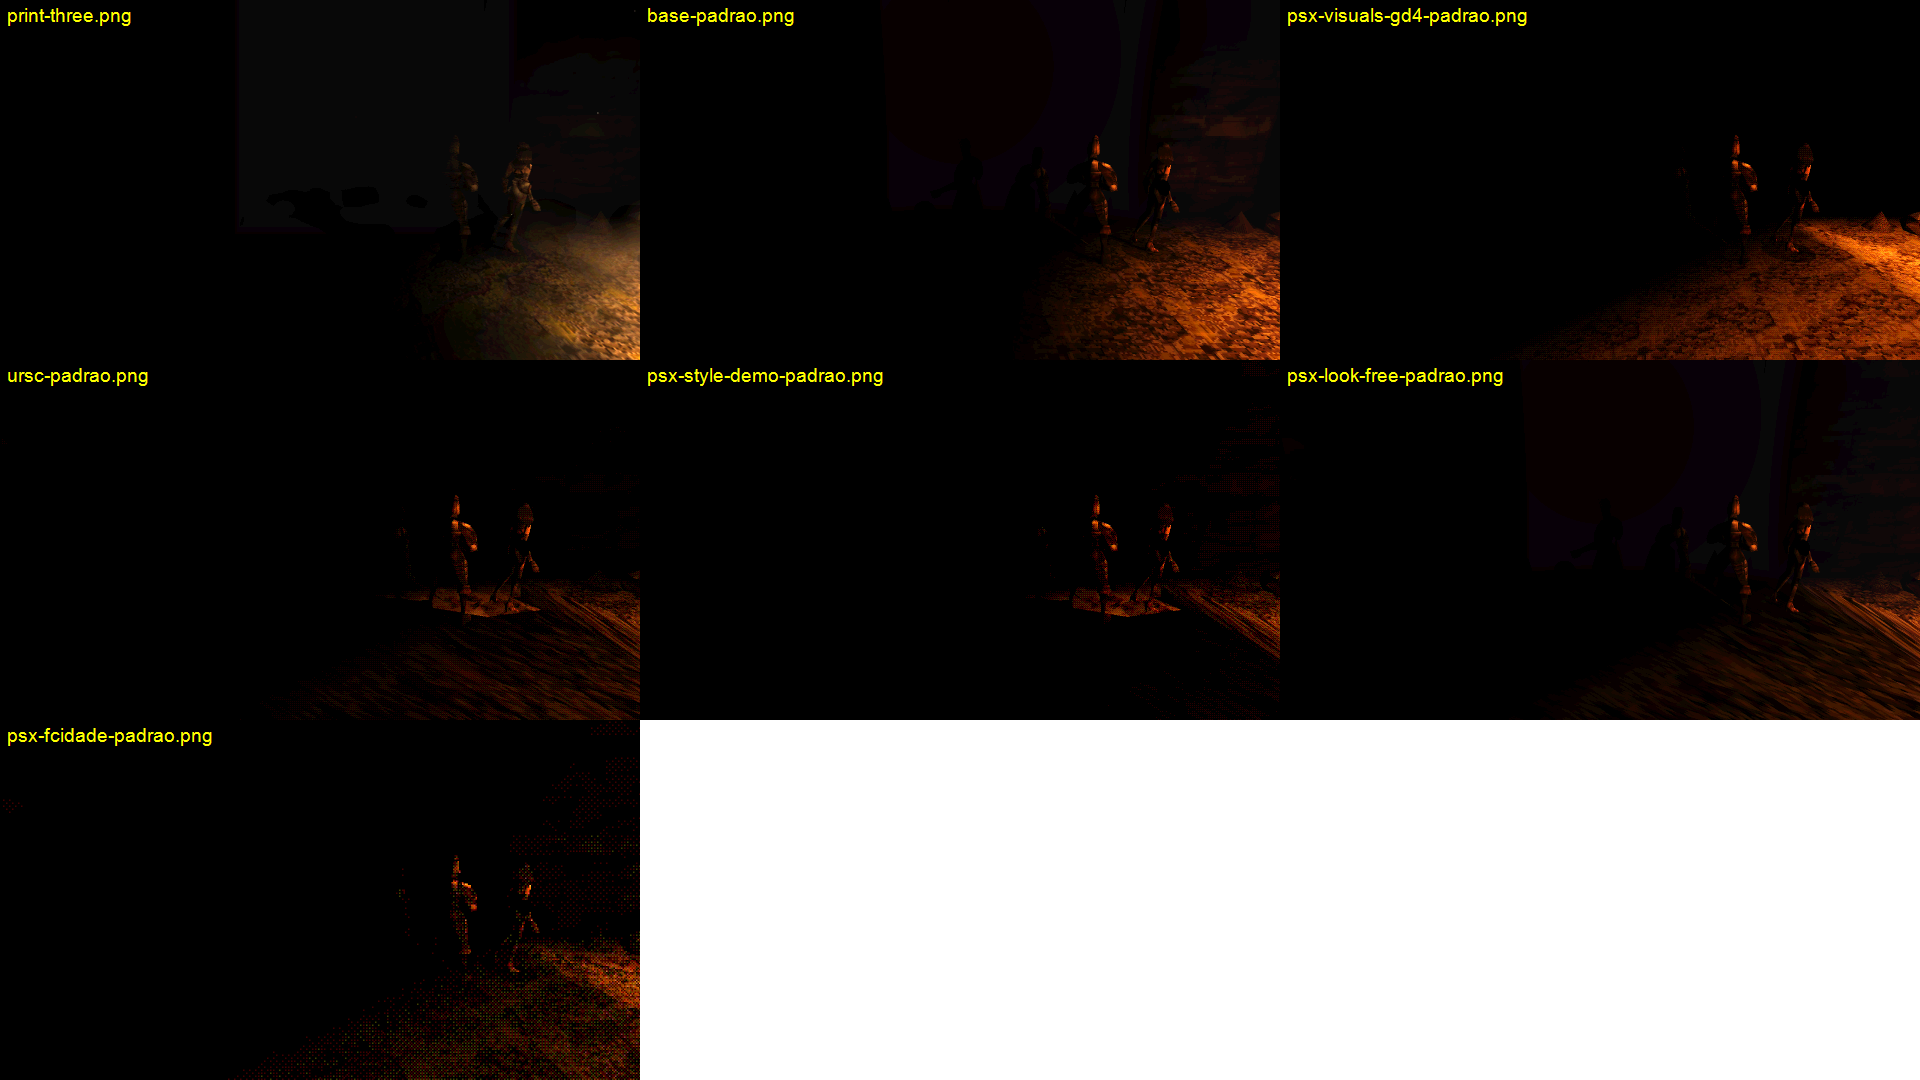 print-three.png
base-padrao.png
psx-visuals-gd4-padrao.png
ursc-padrao.png
psx-style-demo-padrao.png
psx-look-free-padrao.png
psx-fcidade-padrao.png